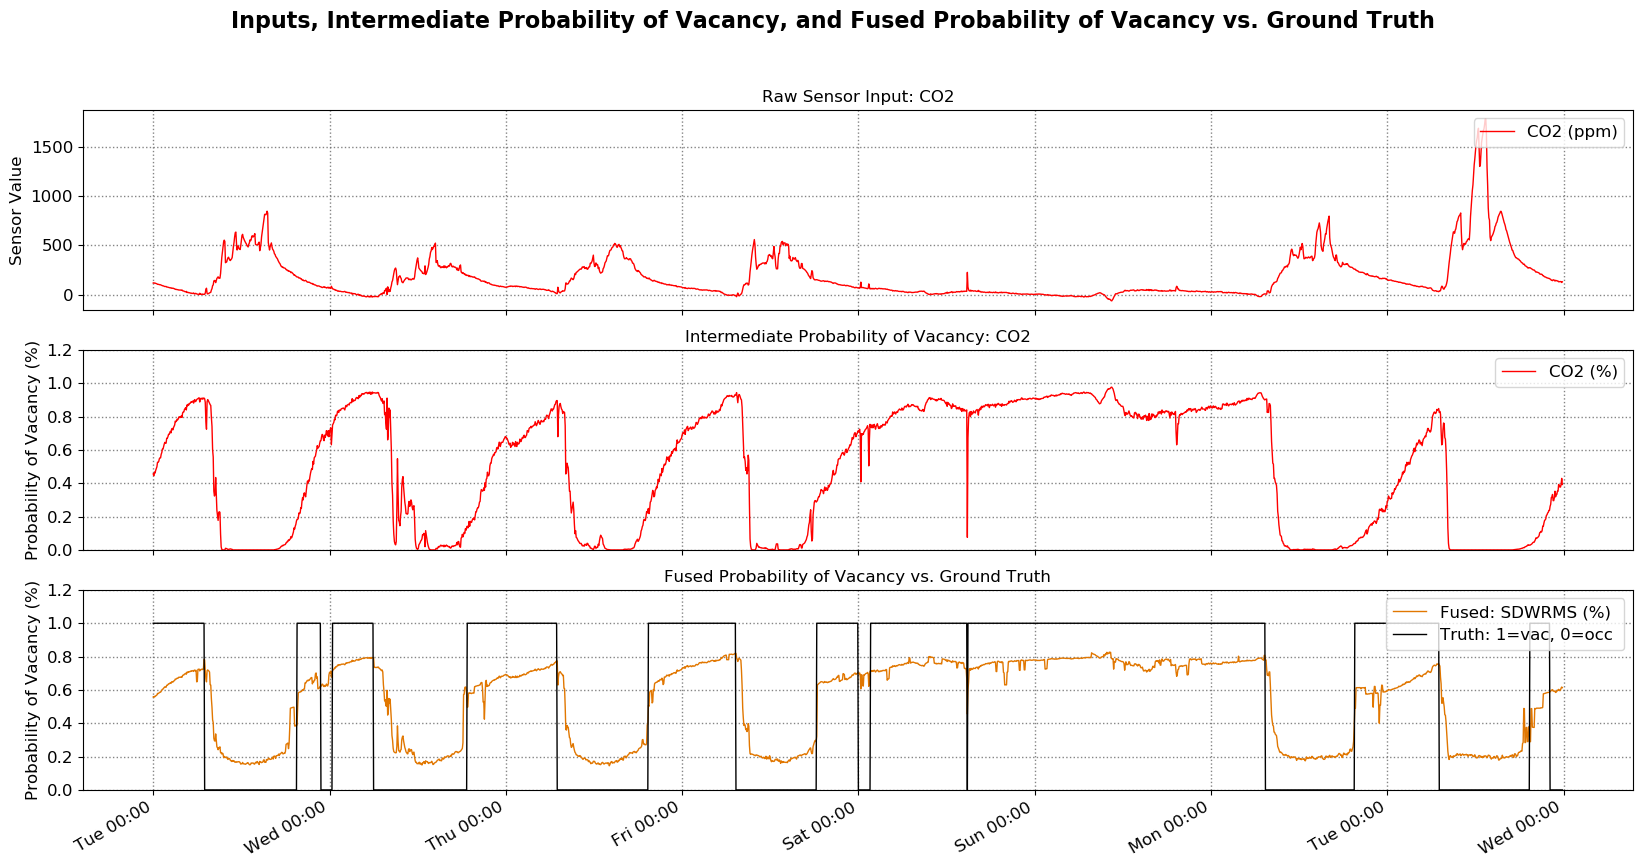 Inputs, Intermediate Probability of Vacancy, and Fused Probability of Vacancy vs. Ground Truth
Raw Sensor Input: CO2
Sensor Value
1500
1000
500
0
CO2 (ppm)
Intermediate Probability of Vacancy: CO2
Probability of Vacancy (%)
1.2
1.0
0.8
0.6
0.4
0.2
0.0
CO2 (%)
Fused Probability of Vacancy vs. Ground Truth
Probability of Vacancy (%)
1.2
1.0
0.8
0.6
0.4
0.2
0.0
Fused: SDWRMS (%)
Truth: 1=vac, 0=occ
Tue 00:00
Wed 00:00
Thu 00:00
Fri 00:00
Sat 00:00
Sun 00:00
Mon 00:00
Tue 00:00
Wed 00:00